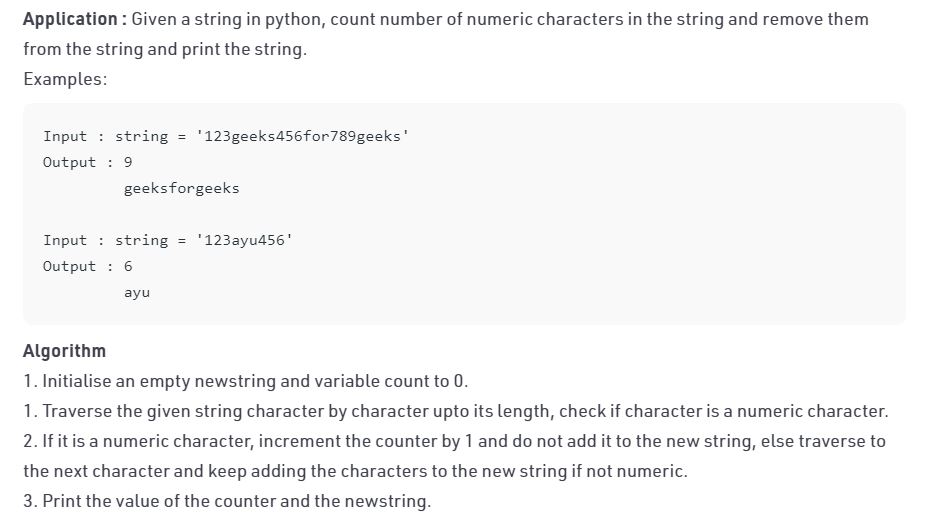 Application : Given a string in python, count number of numeric characters in the string and remove them
from the string and print the string.
Examples:
Input : string = '123geeks456for789geeks'
Output : 9
geeksforgeeks
Input : string = '123ayu456'
Output : 6
ayu
Algorithm
1. Initialise an empty newstring and variable count to 0.
1. Traverse the given string character by character upto its length, check if character is a numeric character.
2. If it is a numeric character, increment the counter by 1 and do not add it to the new string, else traverse to
the next character and keep adding the characters to the new string if not numeric.
3. Print the value of the counter and the newstring.